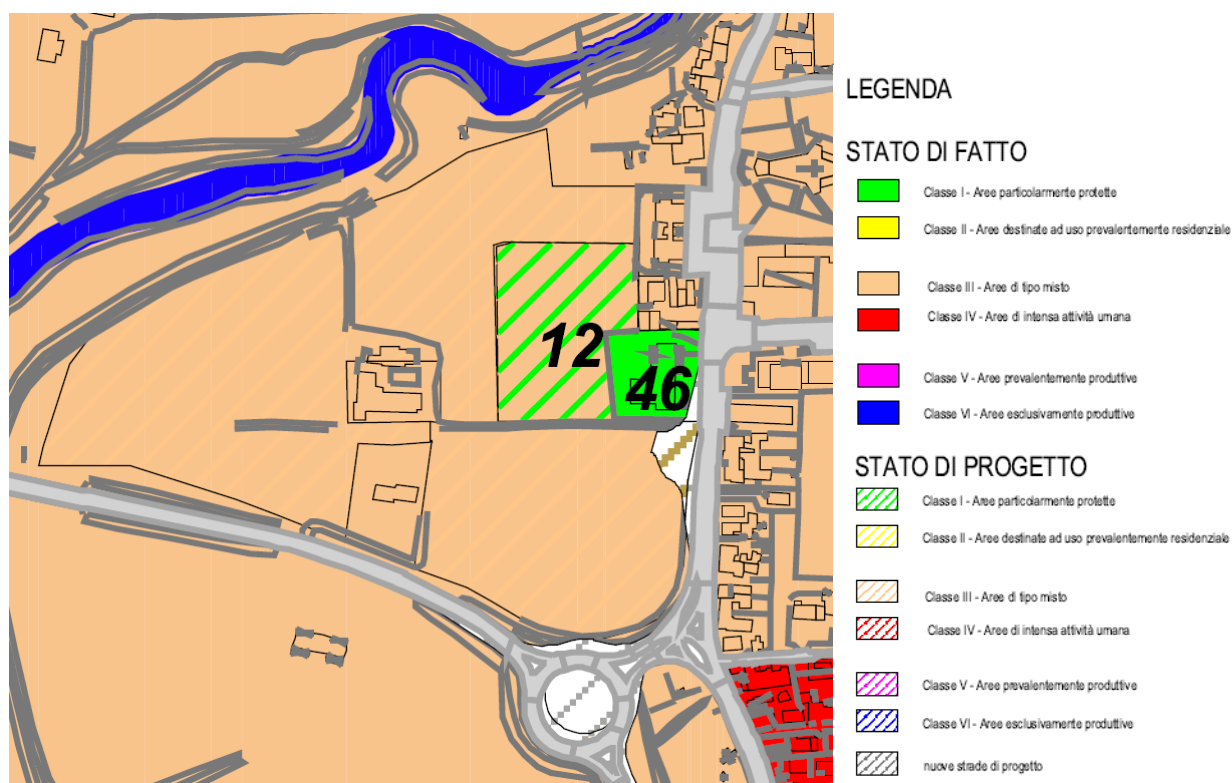 12
46
LEGENDA
STATO DI FATTO
Classe I - Aree particolarmente protette
Classe II - Aree destinate ad uso prevalentemente residenziale
Classe III - Aree di tipo misto
Classe IV - Aree di intensa attività umana
Classe V - Aree prevalentemente produttive
Classe VI - Aree esclusivamente produttive
STATO DI PROGETTO
Classe I - Aree particolarmente protette
Classe II - Aree destinate ad uso prevalentemente residenziale
Classe III - Aree di tipo misto
Classe IV - Aree di intensa attività umana
Classe V - Aree prevalentemente produttive
Classe VI - Aree esclusivamente produttive
nuove strade di progetto